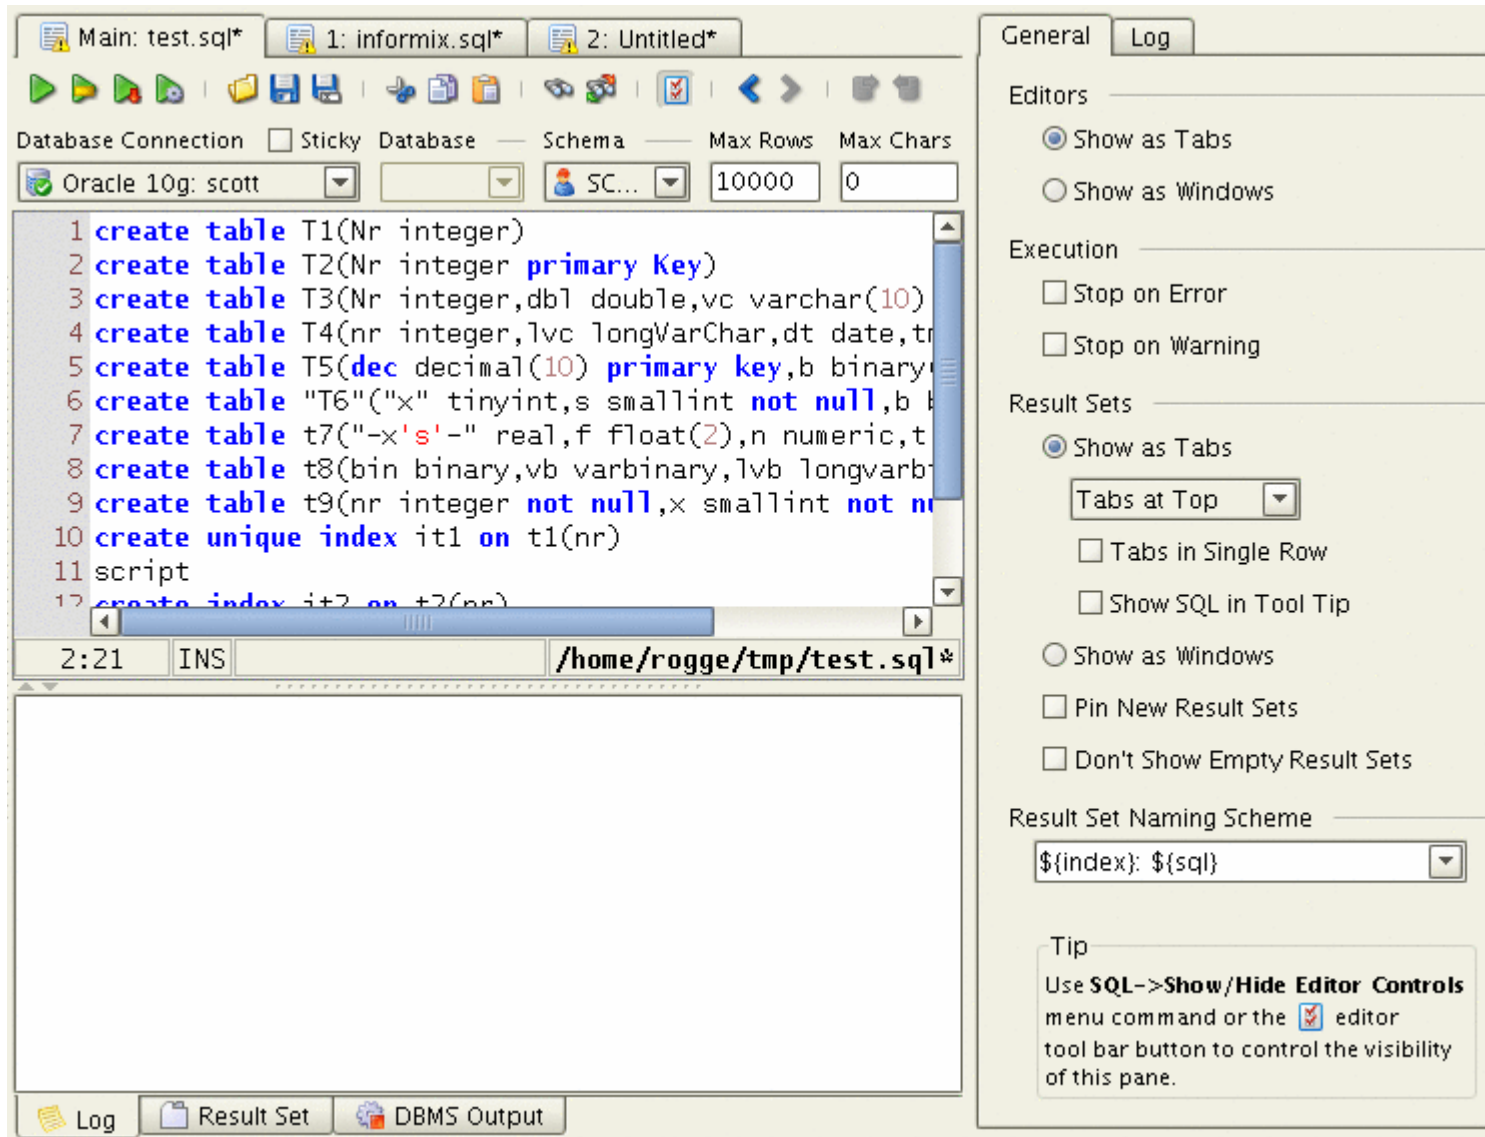 Main: test.sql*
1: informix.sql*
2: Untitled*
Database Connection
Sticky
Database
Schema
Max Rows
Max Chars
Oracle 10g: scott
SC...
10000
0
1 create table T1(Nr integer)
2 create table T2(Nr integer primary Key)
3 create table T3(Nr integer,dbl double,vc varchar(10)
4 create table T4(nr integer,lvc longVarChar,dt date,
5 create table T5(dec decimal(10) primary key,b binary
6 create table "T6"("x" tinyint,s smallint not null,b
7 create table t7("-x's'-" real,f float(2),n numeric,t
8 create table t8(bin binary,vb varbinary,lvb
9 create table t9(nr integer not null,x smallint not
10 create unique index it1 on t1(nr)
11 script
12 create index it2 on t2(nr)
2:21
INS
/home/rogge/tmp/test.sql*
Log
Result Set
DBMS Output
General
Log
Editors
Show as Tabs
Show as Windows
Execution
Stop on Error
Stop on Warning
Result Sets
Show as Tabs
Tabs at Top
Tabs in Single Row
Show SQL in Tool Tip
Show as Windows
Pin New Result Sets
Don't Show Empty Result Sets
Result Set Naming Scheme
${index}: ${sql}
Tip
Use SQL->Show/Hide Editor Controls
menu command or the editor
tool bar button to control the visibility
of this pane.